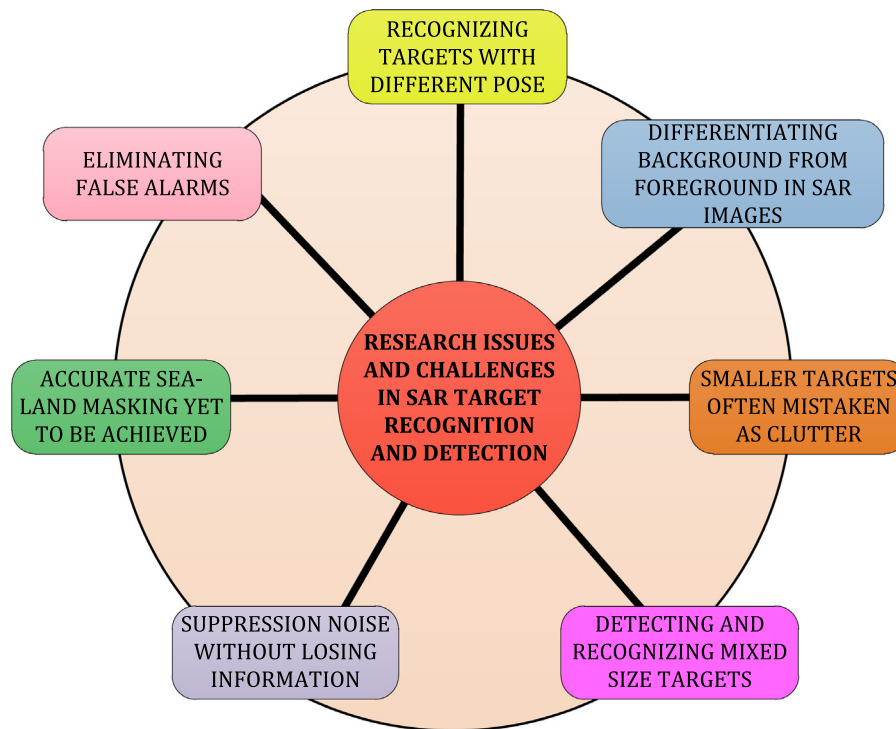 RECOGNIZING
TARGETS WITH
DIFFERENT POSE
DIFFERENTIATING
BACKGROUND FROM
FOREGROUND IN SAR
IMAGES
ELIMINATING
FALSE ALARMS
RESEARCH ISSUES
AND CHALLENGES
IN SAR TARGET
RECOGNITION
AND DETECTION
ACCURATE SEA-
LAND MASKING YET
TO BE ACHIEVED
SMALLER TARGETS
OFTEN MISTAKEN
AS CLUTTER
SUPPRESSION NOISE
WITHOUT LOSING
INFORMATION
DETECTING AND
RECOGNIZING MIXED
SIZE TARGETS